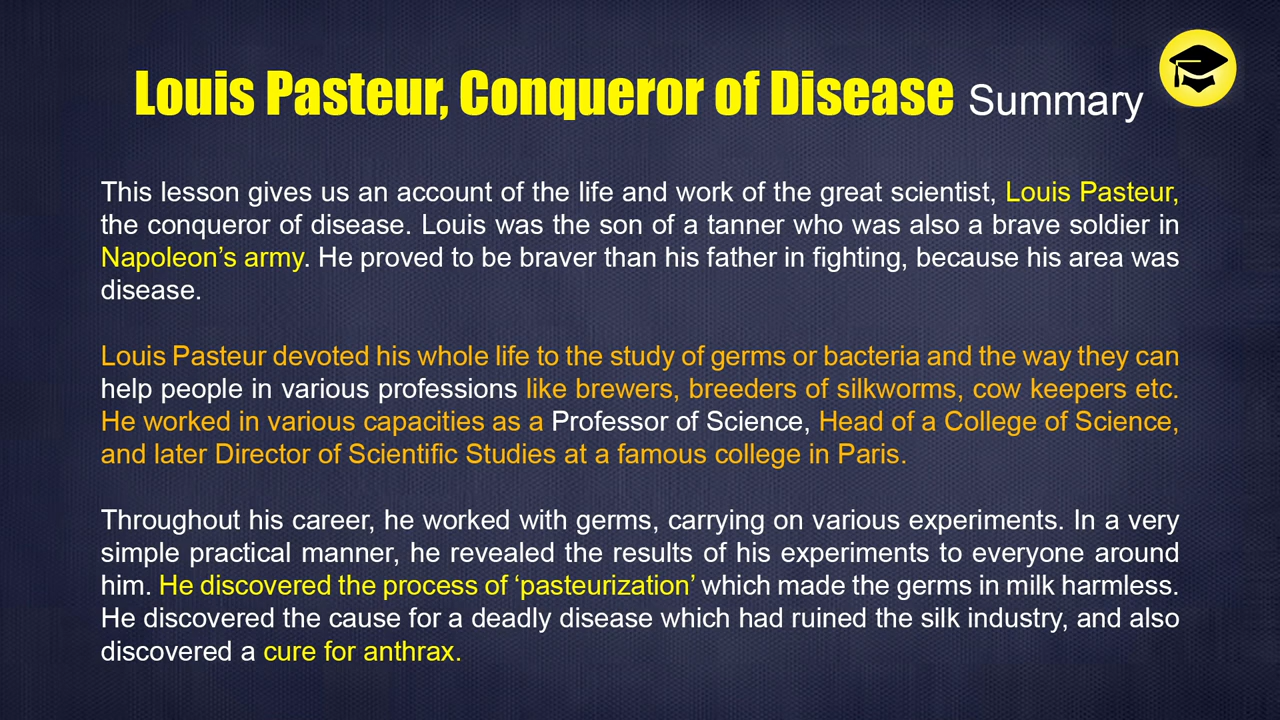 Louis Pasteur, Conqueror of Disease Summary
This lesson gives us an account of the life and work of the great scientist, Louis Pasteur,
the conqueror of disease. Louis was the son of a tanner who was also a brave soldier in
Napoleon’s army. He proved to be braver than his father in fighting, because his area was
disease.
Louis Pasteur devoted his whole life to the study of germs or bacteria and the way they can
help people in various professions like brewers, breeders of silkworms, cow keepers etc.
He worked in various capacities as a Professor of Science, Head of a College of Science,
and later Director of Scientific Studies at a famous college in Paris.
Throughout his career, he worked with germs, carrying on various experiments. In a very
simple practical manner, he revealed the results of his experiments to everyone around
him. He discovered the process of ‘pasteurization’ which made the germs in milk harmless.
He discovered the cause for a deadly disease which had ruined the silk industry, and also
discovered a cure for anthrax.